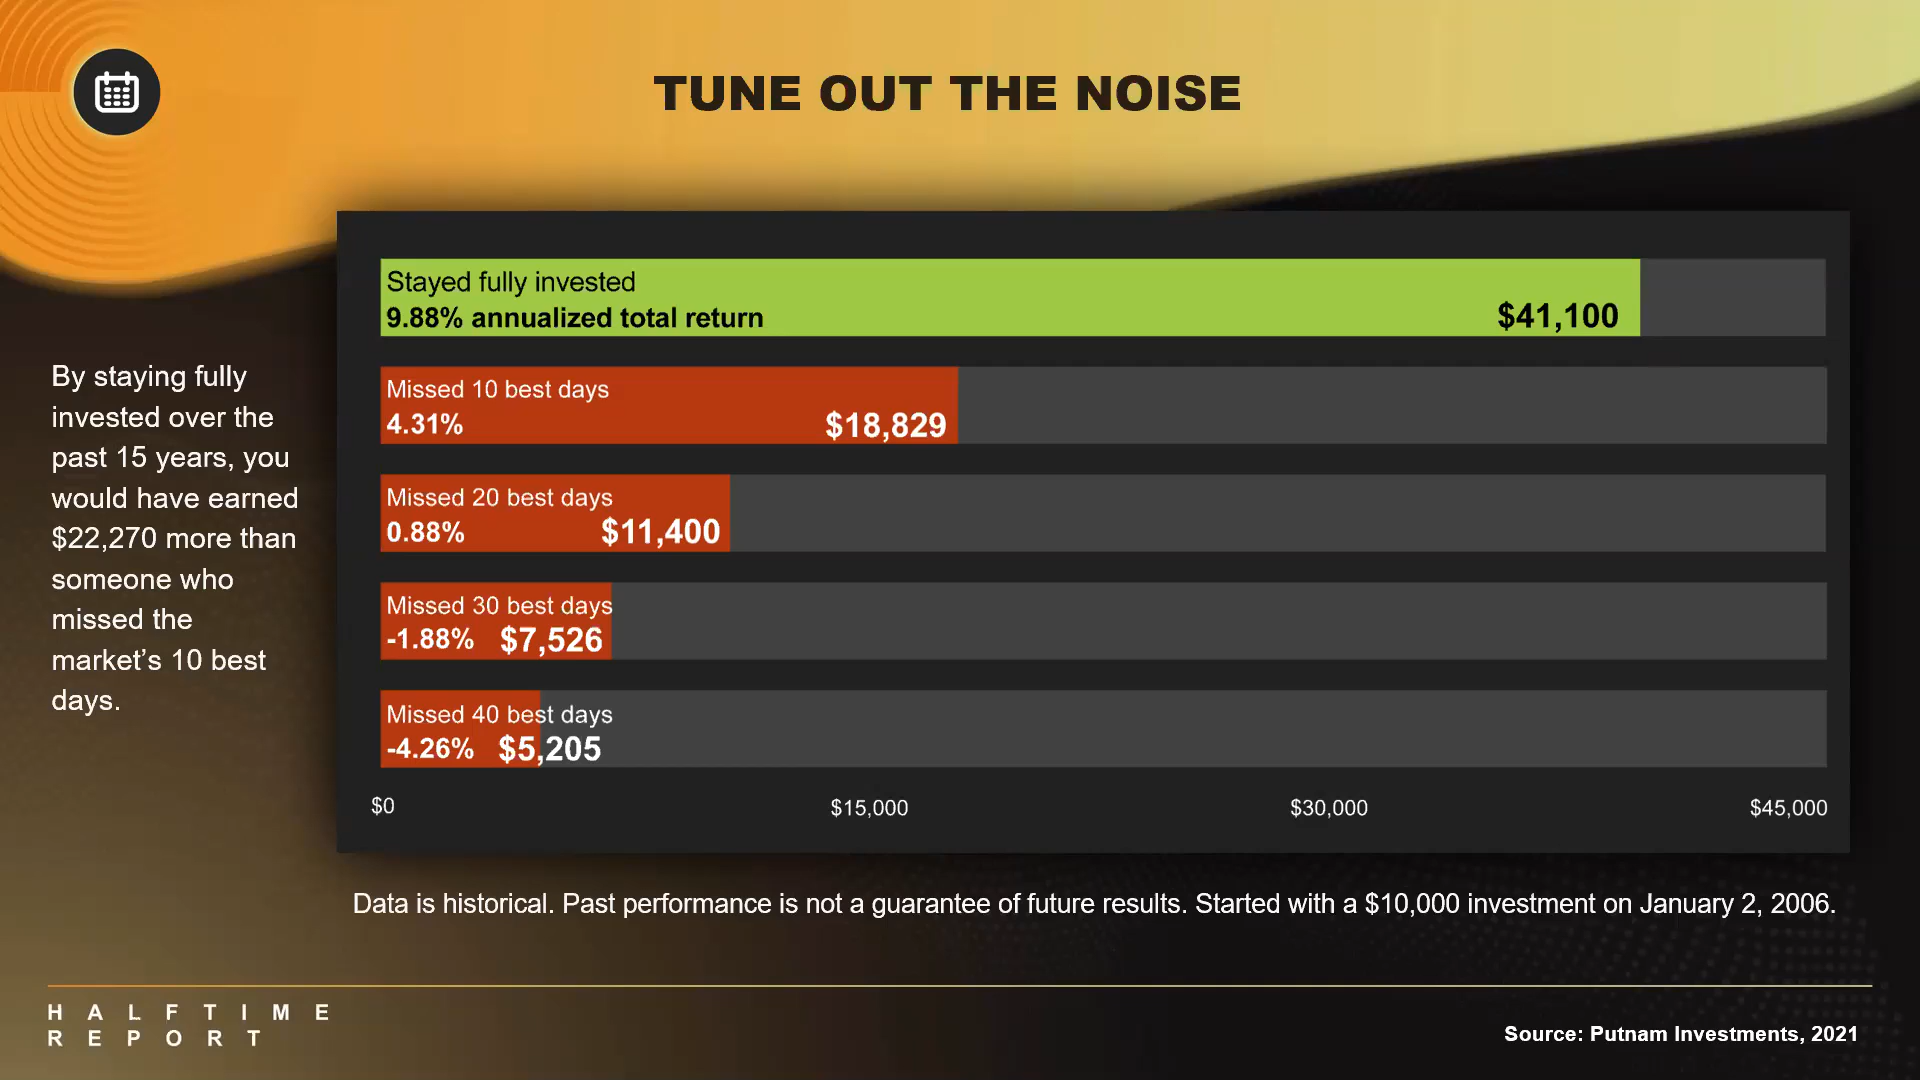 TUNE OUT THE NOISE
By staying fully
invested over the
past 15 years, you
would have earned
$22,270 more than
someone who
missed the
market’s 10 best
days.
Stayed fully invested
9.88% annualized total return
$41,100
Missed 10 best days
4.31%
$18,829
Missed 20 best days
0.88%
$11,400
Missed 30 best days
-1.88%
$7,526
Missed 40 best days
-4.26%
$5,205
$0
$15,000
$30,000
$45,000
Data is historical. Past performance is not a guarantee of future results. Started with a $10,000 investment on January 2, 2006.
HALFTIME
REPORT
Source: Putnam Investments, 2021